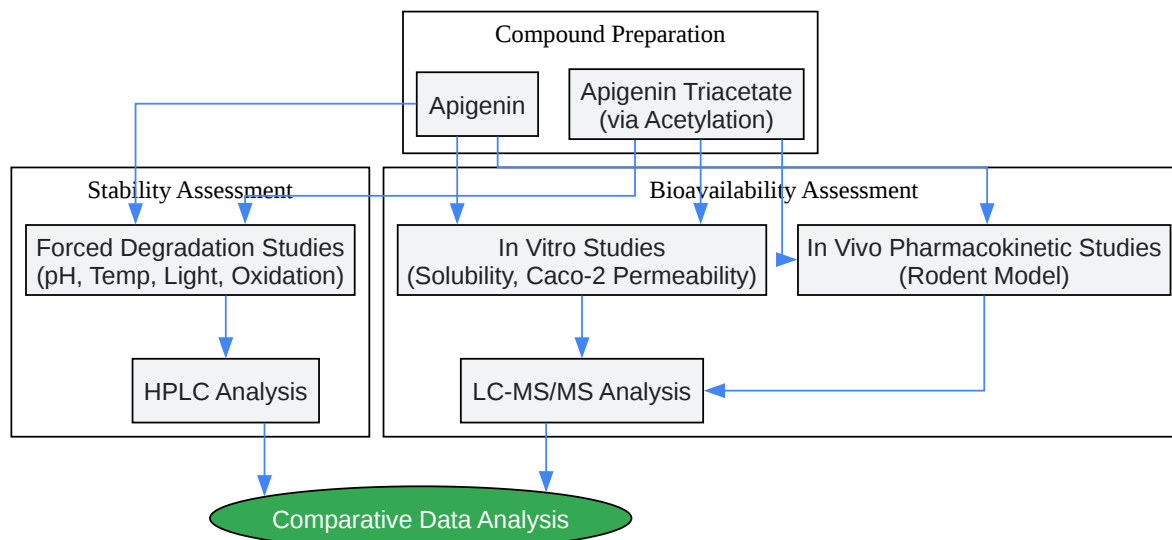 Compound Preparation
Apigenin
Apigenin Triacetate
(via Acetylation)
Stability Assessment
Bioavailability Assessment
Forced Degradation Studies
(pH, Temp, Light, Oxidation)
In Vitro Studies
(Solubility, Caco-2 Permeability)
In Vivo Pharmacokinetic Studies
(Rodent Model)
HPLC Analysis
LC-MS/MS Analysis
Comparative Data Analysis